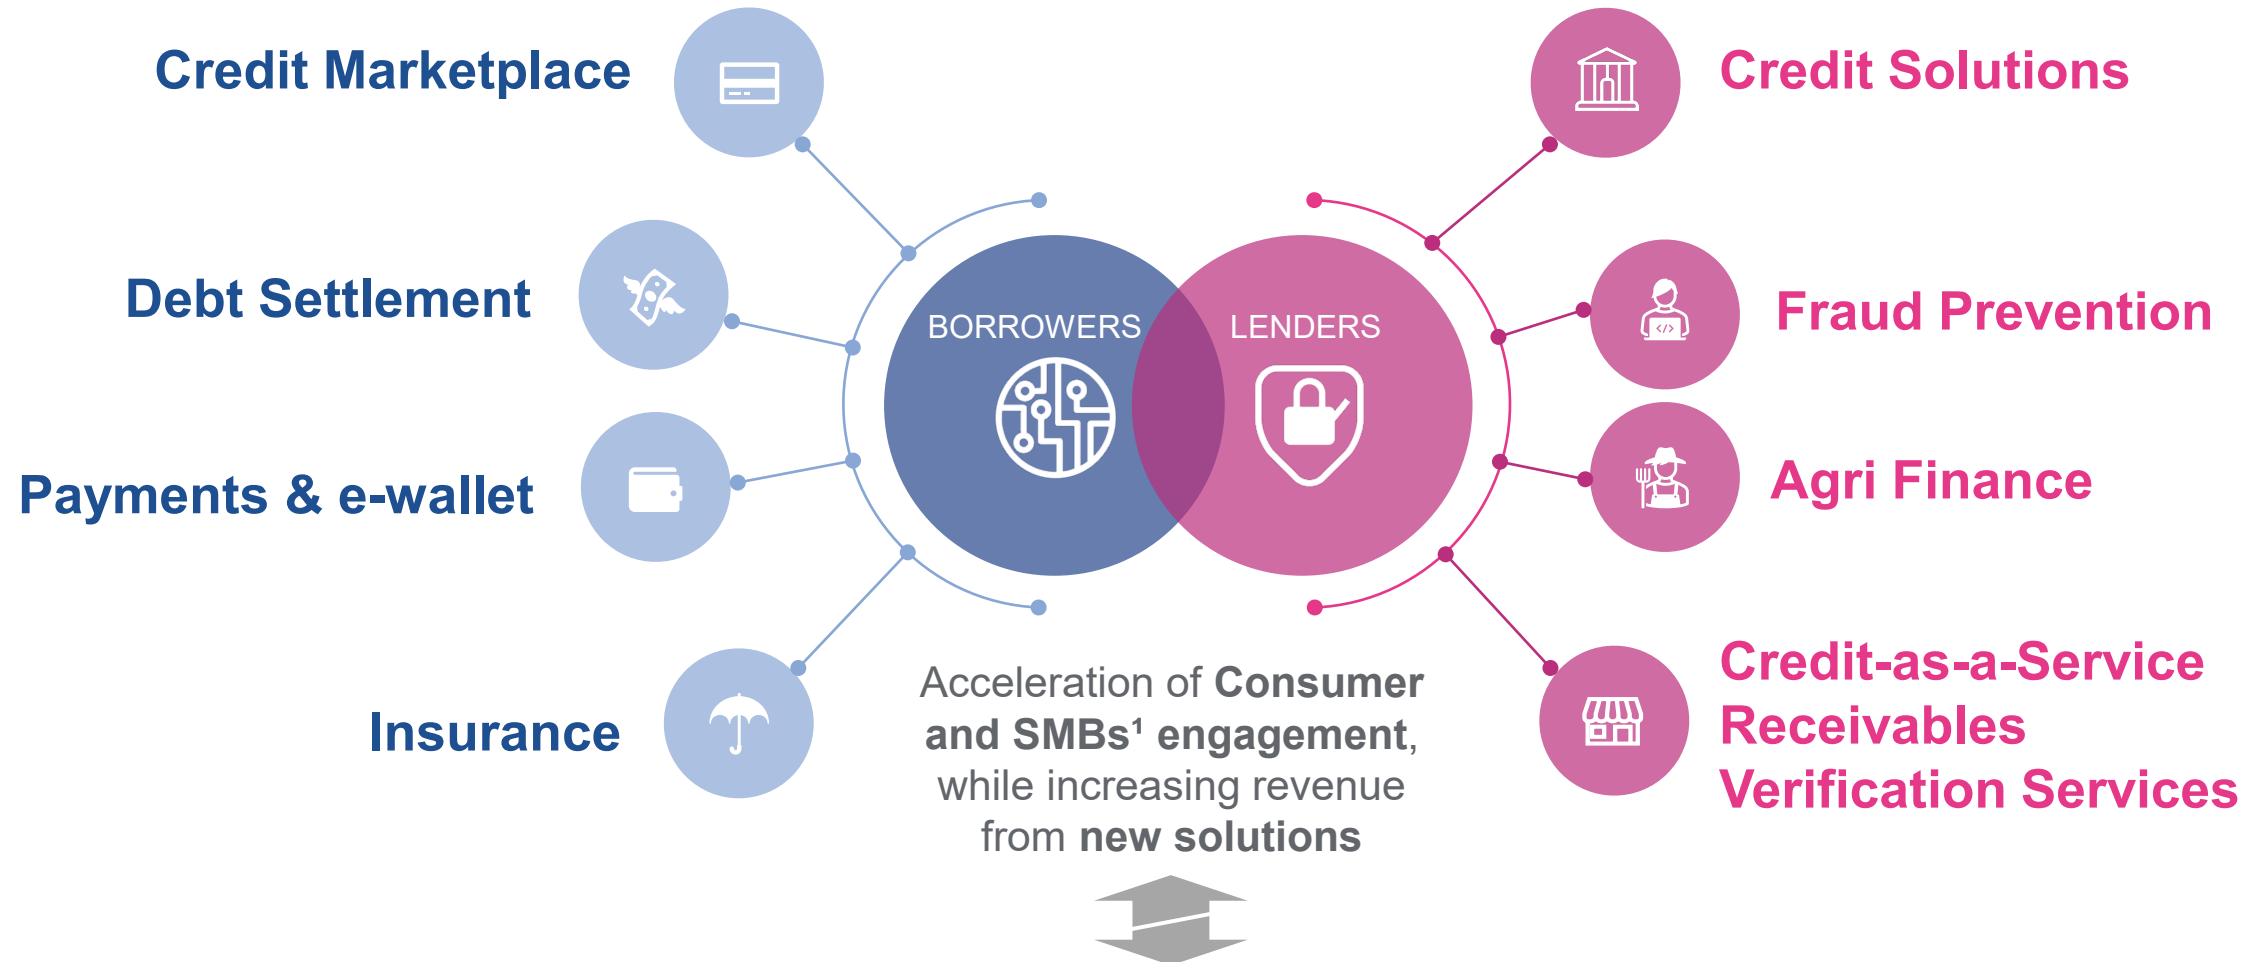 Credit Marketplace
Debt Settlement
Payments & e-wallet
Insurance
BORROWERS
LENDERS
Credit Solutions
Fraud Prevention
</>
Agri Finance
Credit-as-a-Service
Receivables
Verification Services
Acceleration of Consumer
and SMBs¹ engagement,
while increasing revenue
from new solutions